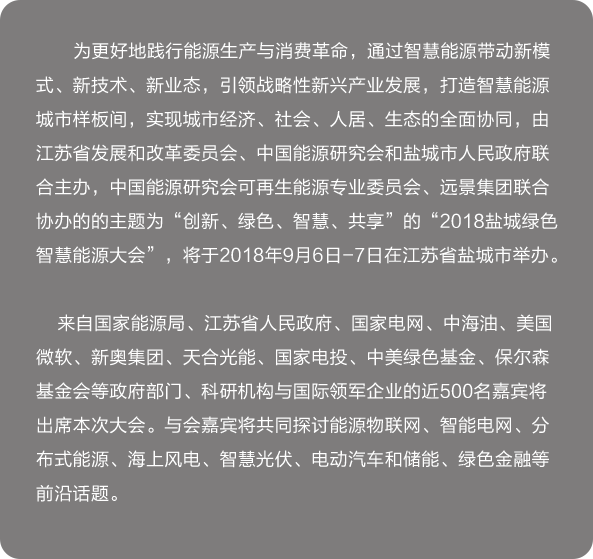 为更好地践行能源生产与消费革命，通过智慧能源带动新模
式、新技术、新业态，引领战略性新兴产业发展，打造智慧能源
城市样板间，实现城市经济、社会、人居、生态的全面协同，由
江苏省发展和改革委员会、中国能源研究会和盐城市人民政府联
合主办，中国能源研究会可再生能源专业委员会、远景集团联合
协办的的主题为“创新、绿色、智慧、共享”的“2018盐城绿色
智慧能源大会”，将于2018年9月6日-7日在江苏省盐城市举办。
来自国家能源局、江苏省人民政府、国家电网、中海油、美国
微软、新奥集团、天合光能、国家电投、中美绿色基金、保尔森
基金会等政府部门、科研机构与国际领军企业的近500名嘉宾将
出席本次大会。与会嘉宾将共同探讨能源物联网、智能电网、分
布式能源、海上风电、智慧光伏、电动汽车和储能、绿色金融等
前沿话题。